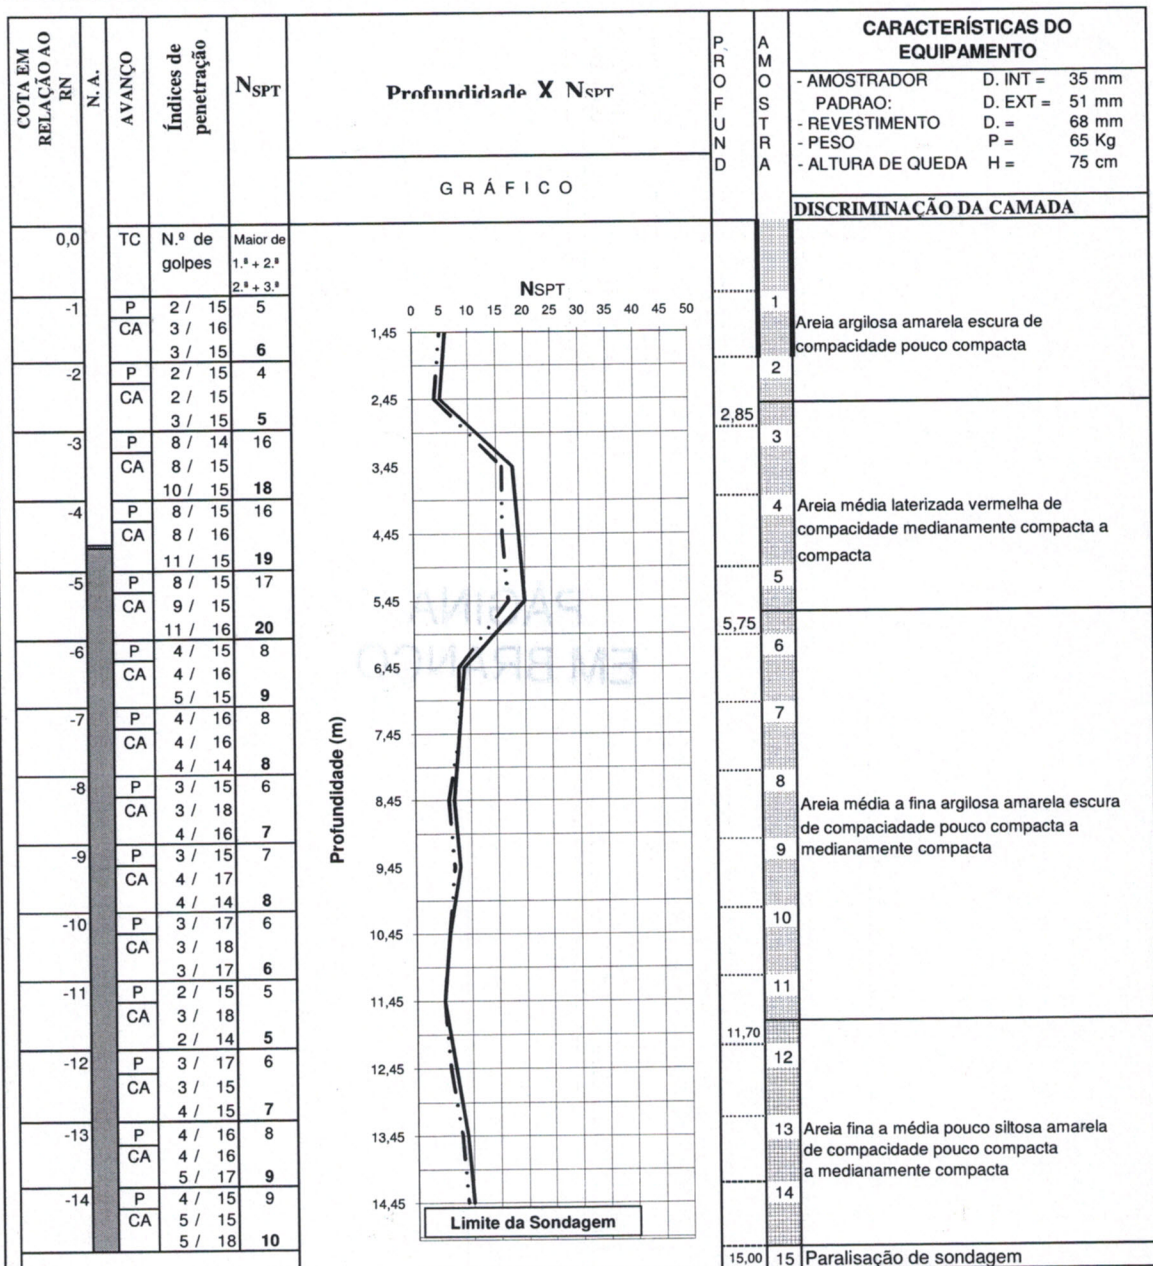 COTA EM RELAÇÃO AO RN
N. A.
AVANÇO
Índices de penetração
NSPT
Profundidade X NSPT
GRÁFICO
PROFUND
AMOSTRA
CARACTERÍSTICAS DO
EQUIPAMENTO
- AMOSTRADOR D. INT = 35 mm
PADRAO: D. EXT = 51 mm
- REVESTIMENTO D. = 68 mm
- PESO P = 65 Kg
- ALTURA DE QUEDA H = 75 cm
DISCRIMINAÇÃO DA CAMADA
0,0 TC N.º de golpes Maior de 1.ª + 2.ª 2.ª + 3.ª
-1 P 2 / 15 5
CA 3 / 16
3 / 15 6
-2 P 2 / 15 4
CA 2 / 15
3 / 15 5
-3 P 8 / 14 16
CA 8 / 15
10 / 15 18
-4 P 8 / 15 16
CA 8 / 16
11 / 15 19
-5 P 8 / 15 17
CA 9 / 15
11 / 16 20
-6 P 4 / 15 8
CA 4 / 16
5 / 15 9
-7 P 4 / 16 8
CA 4 / 16
4 / 14 8
-8 P 3 / 15 6
CA 3 / 18
4 / 16 7
-9 P 3 / 15 7
CA 4 / 17
4 / 14 8
-10 P 3 / 17 6
CA 3 / 18
3 / 17 6
-11 P 2 / 15 5
CA 3 / 18
2 / 14 5
-12 P 3 / 17 6
CA 3 / 15
4 / 15 7
-13 P 4 / 16 8
CA 4 / 16
5 / 17 9
-14 P 4 / 15 9
CA 5 / 15
5 / 18 10
NSPT
0 5 10 15 20 25 30 35 40 45 50
Profundidade (m)
1,45
2,45
3,45
4,45
5,45
6,45
7,45
8,45
9,45
10,45
11,45
12,45
13,45
14,45
Limite da Sondagem
PAGINA
EM BRANCO
2,85
5,75
11,70
15,00
1
2
3
4
5
6
7
8
9
10
11
12
13
14
15
Areia argilosa amarela escura de
compacidade pouco compacta
Areia média laterizada vermelha de
compacidade medianamente compacta a
compacta
Areia média a fina argilosa amarela escura
de compaciadade pouco compacta a
medianamente compacta
Areia fina a média pouco siltosa amarela
de compacidade pouco compacta
a medianamente compacta
Paralisação de sondagem